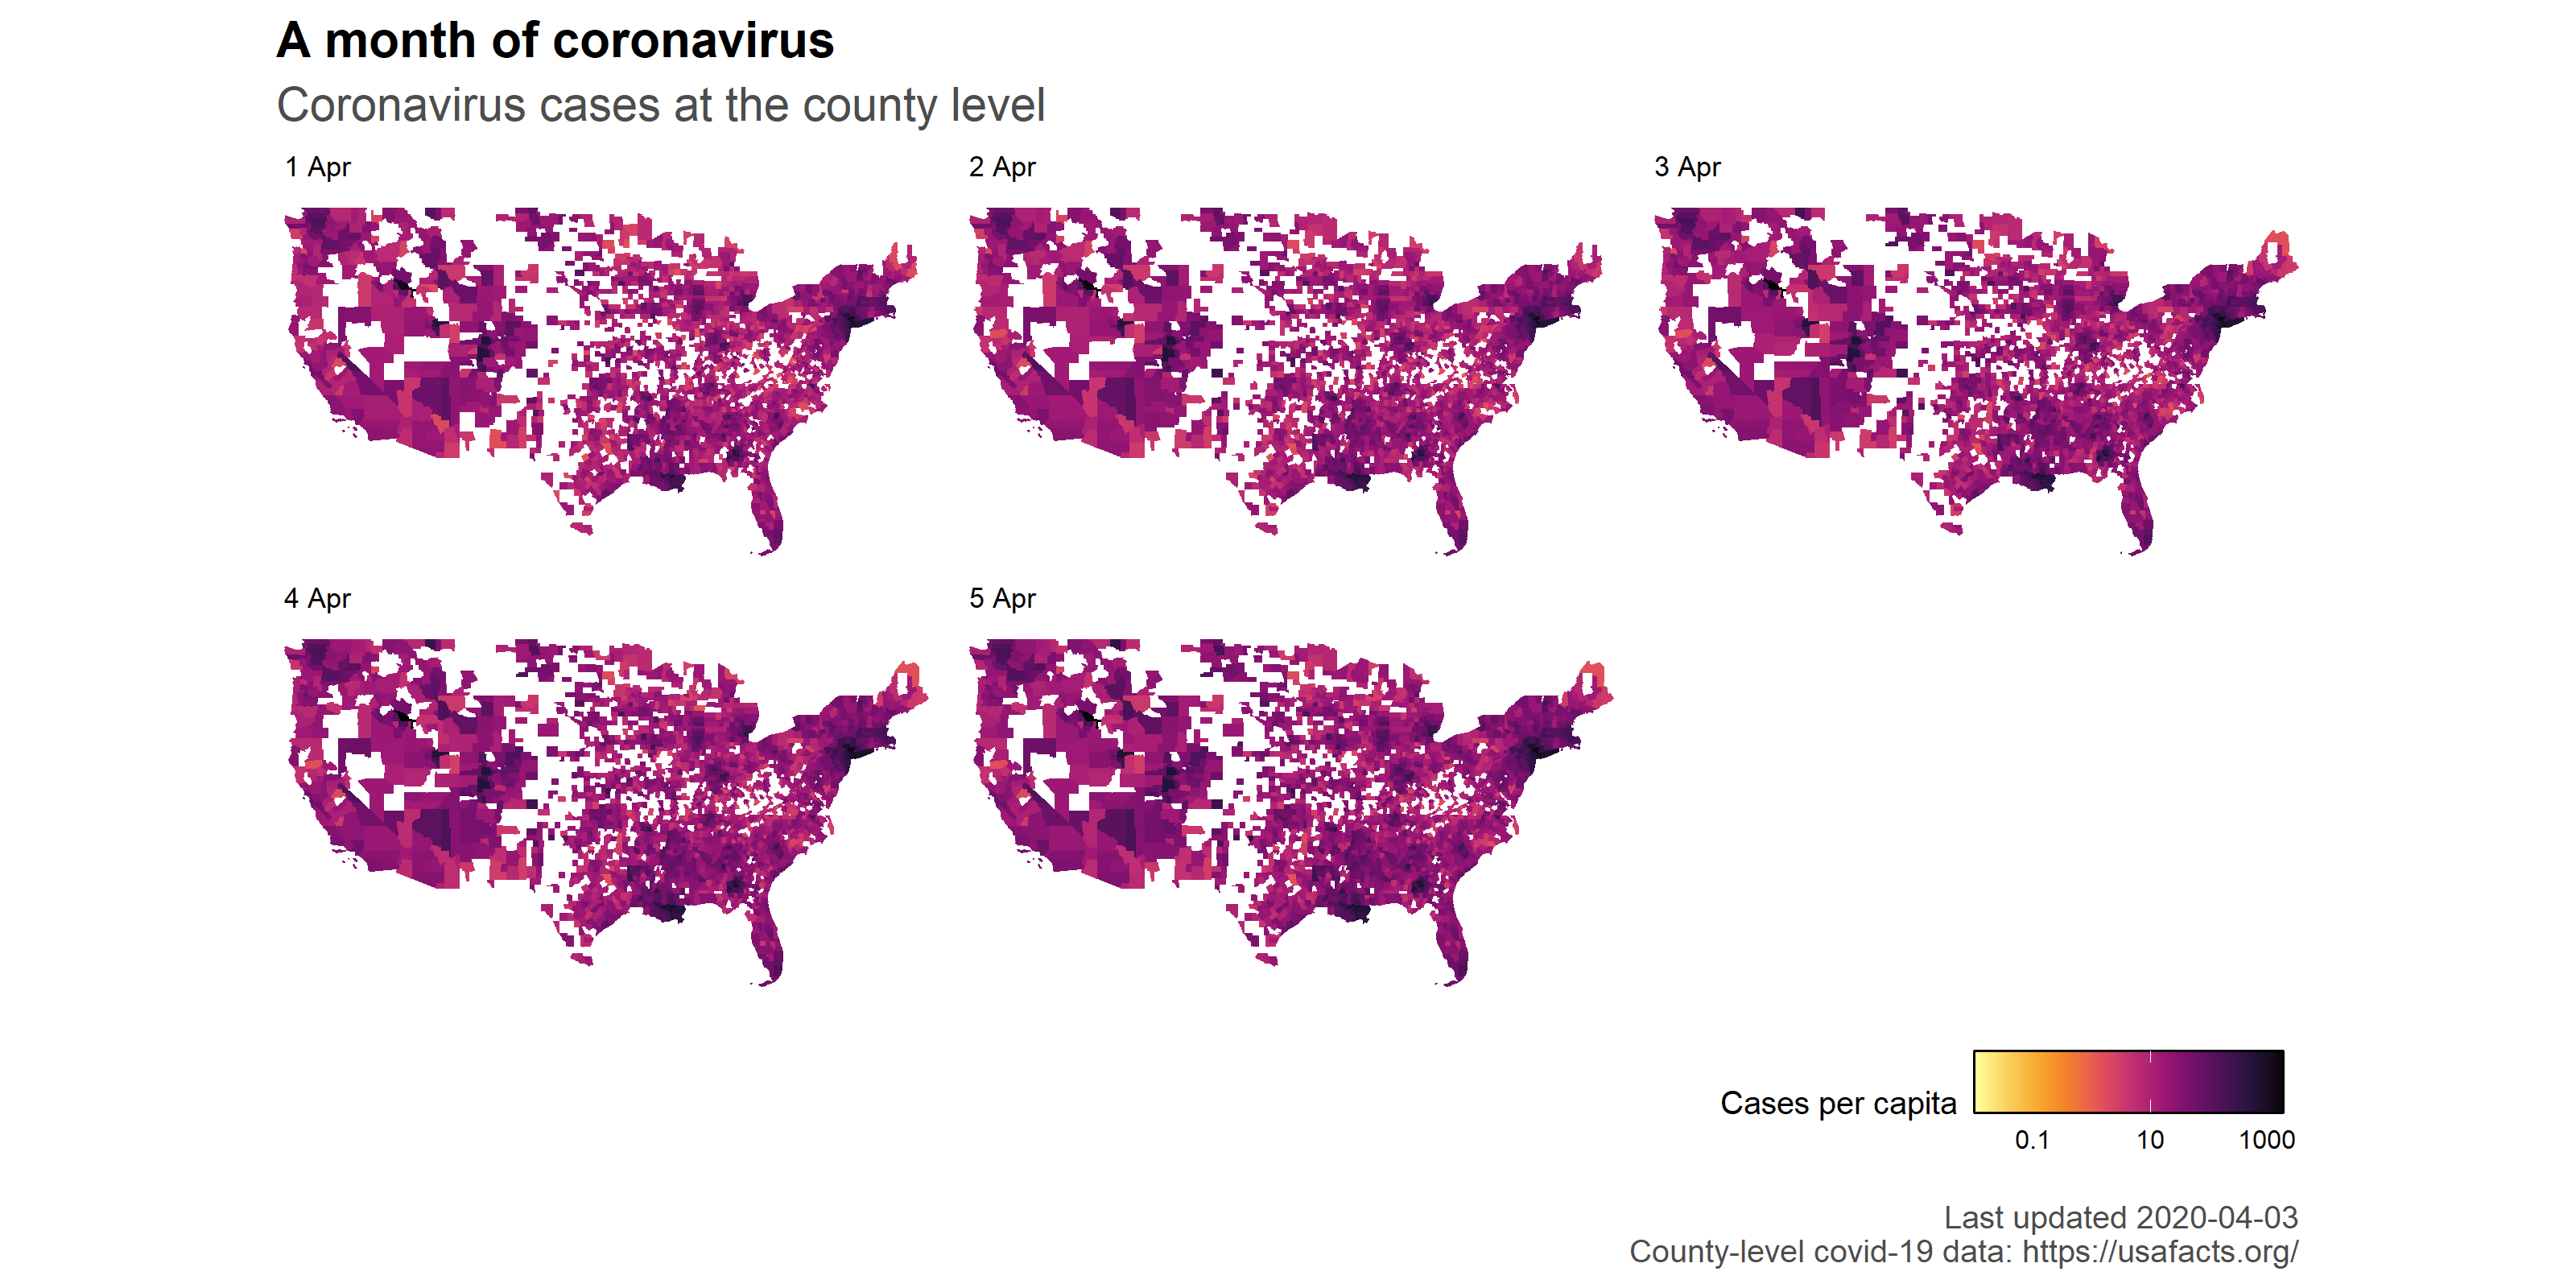 A month of coronavirus
Coronavirus cases at the county level
1 Apr
2 Apr
3 Apr
4 Apr
5 Apr
Cases per capita
0.1
10
1000
Last updated 2020-04-03
County-level covid-19 data: https://usafacts.org/